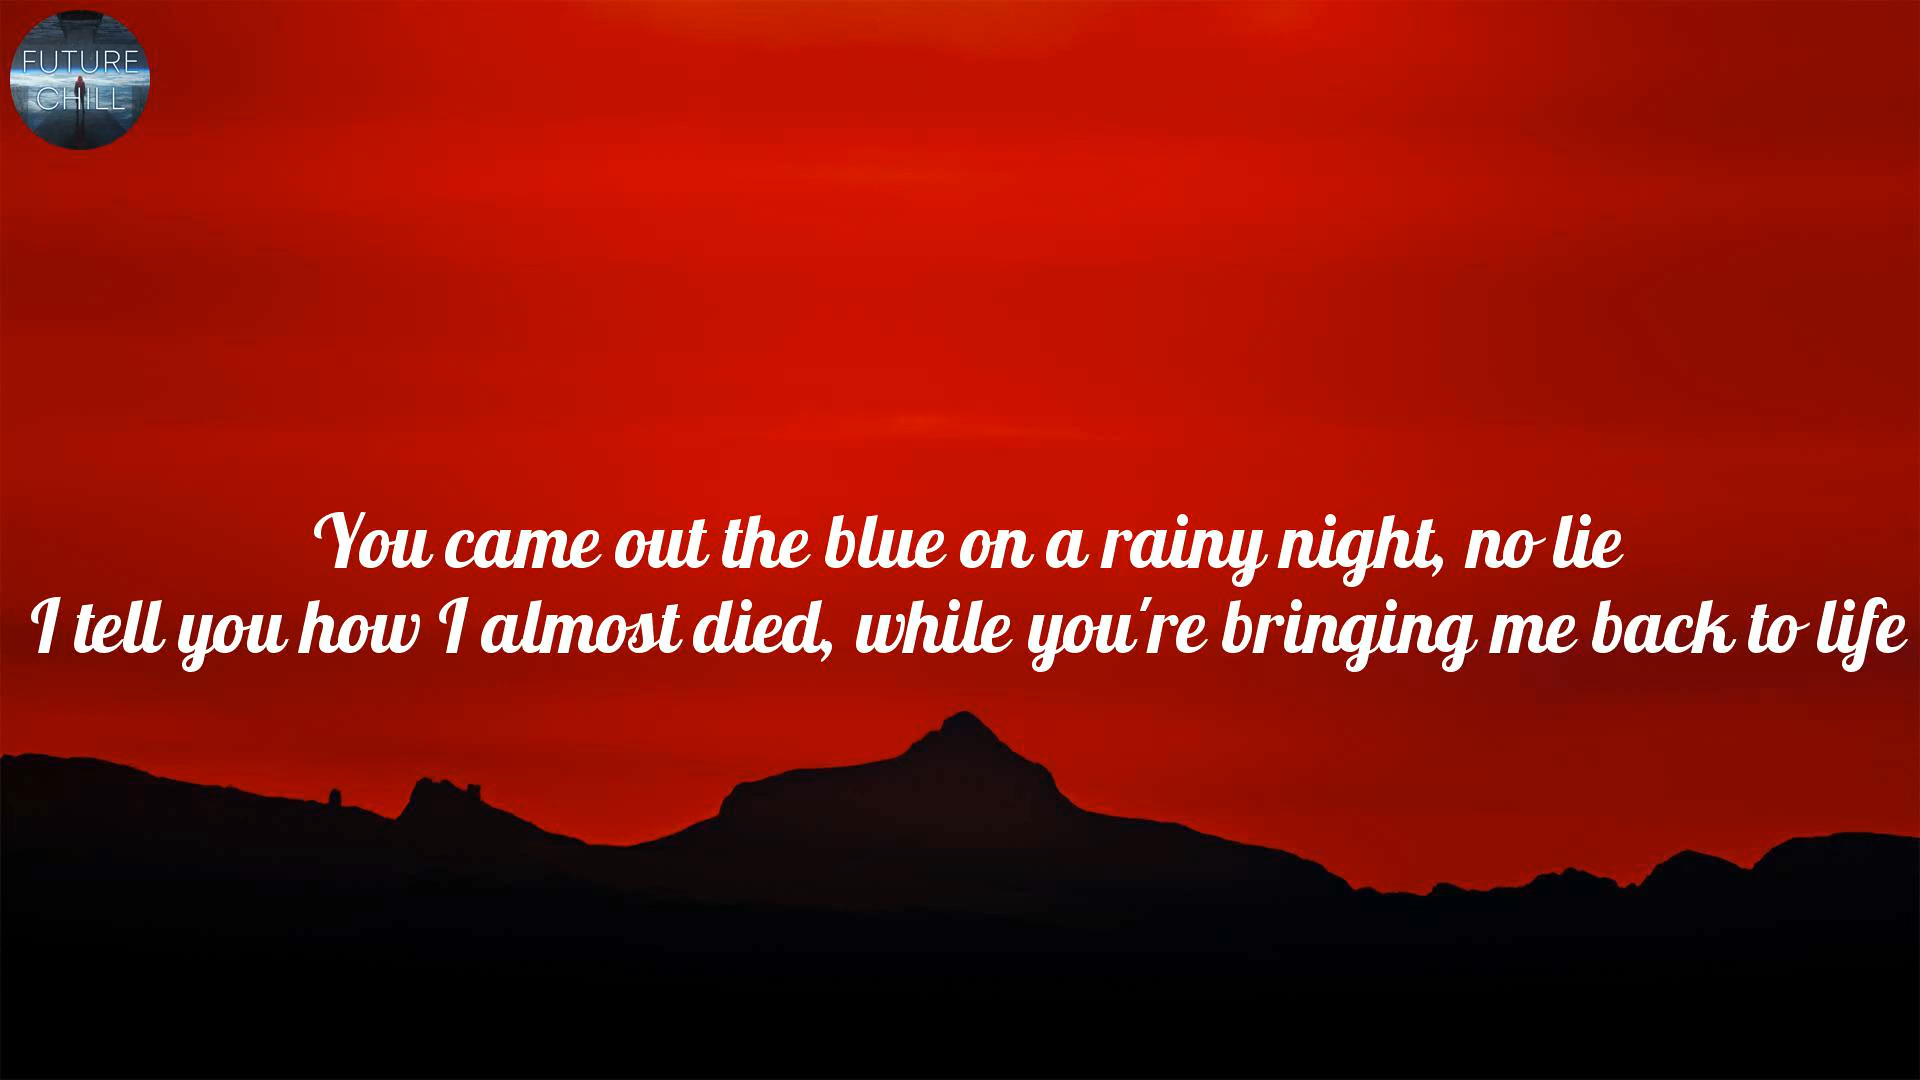 FUTURE
CHILL
You came out the blue on a rainy night, no lie
I tell you how I almost died, while you're bringing me back to life